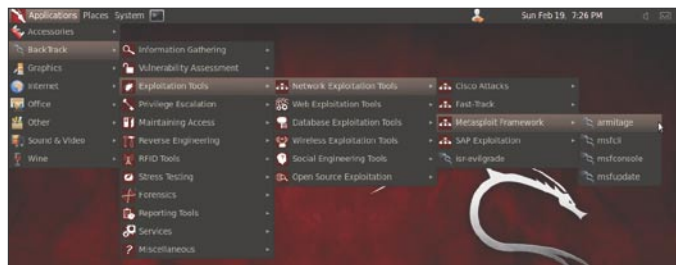 Applications Places System
Sun Feb 19, 7:26 PM
Accessories
BackTrack
Graphics
Internet
Office
Other
Sound & Video
Wine
Information Gathering
Vulnerability Assessment
Exploitation Tools
Privilege Escalation
Maintaining Access
Reverse Engineering
RFID Tools
Stress Testing
Forensics
Reporting Tools
Services
Miscellaneous
Network Exploitation Tools
Web Exploitation Tools
Database Exploitation Tools
Wireless Exploitation Tools
Social Engineering Tools
Open Source Exploitation
Cisco Attacks
Fast-Track
Metasploit Framework
SAP Exploitation
isr-evilgrade
armitage
msfcli
msfconsole
msfupdate